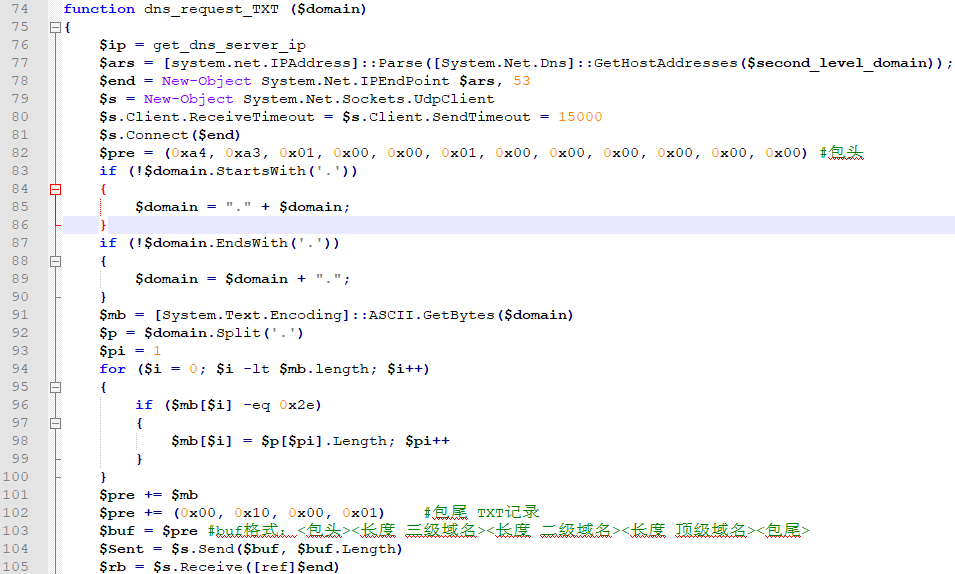 74 function dns_request_TXT ($domain)
75 {
76 $ip = get_dns_server_ip
77 $ars = [system.net.IPAddress]::Parse([System.Net.Dns]::GetHostAddresses($second_level_domain));
78 $end = New-Object System.Net.IPEndPoint $ars, 53
79 $s = New-Object System.Net.Sockets.UdpClient
80 $s.Client.ReceiveTimeout = $s.Client.SendTimeout = 15000
81 $s.Connect($end)
82 $pre = (0xa4, 0xa3, 0x01, 0x00, 0x00, 0x01, 0x00, 0x00, 0x00, 0x00, 0x00, 0x00) #包头
83 if (!$domain.StartsWith('.'))
84 {
85 $domain = "." + $domain;
86 }
87 if (!$domain.EndsWith('.'))
88 {
89 $domain = $domain + ".";
90 }
91 $mb = [System.Text.Encoding]::ASCII.GetBytes($domain)
92 $p = $domain.Split('.')
93 $pi = 1
94 for ($i = 0; $i -lt $mb.length; $i++)
95 {
96 if ($mb[$i] -eq 0x2e)
97 {
98 $mb[$i] = $p[$pi].Length; $pi++
99 }
100 }
101 $pre += $mb
102 $pre += (0x00, 0x10, 0x00, 0x01) #包尾 TXT记录
103 $buf = $pre #buf格式：<包头><长度 三级域名><长度 二级域名><长度 顶级域名><包尾>
104 $Sent = $s.Send($buf, $buf.Length)
105 $rb = $s.Receive([ref]$end)